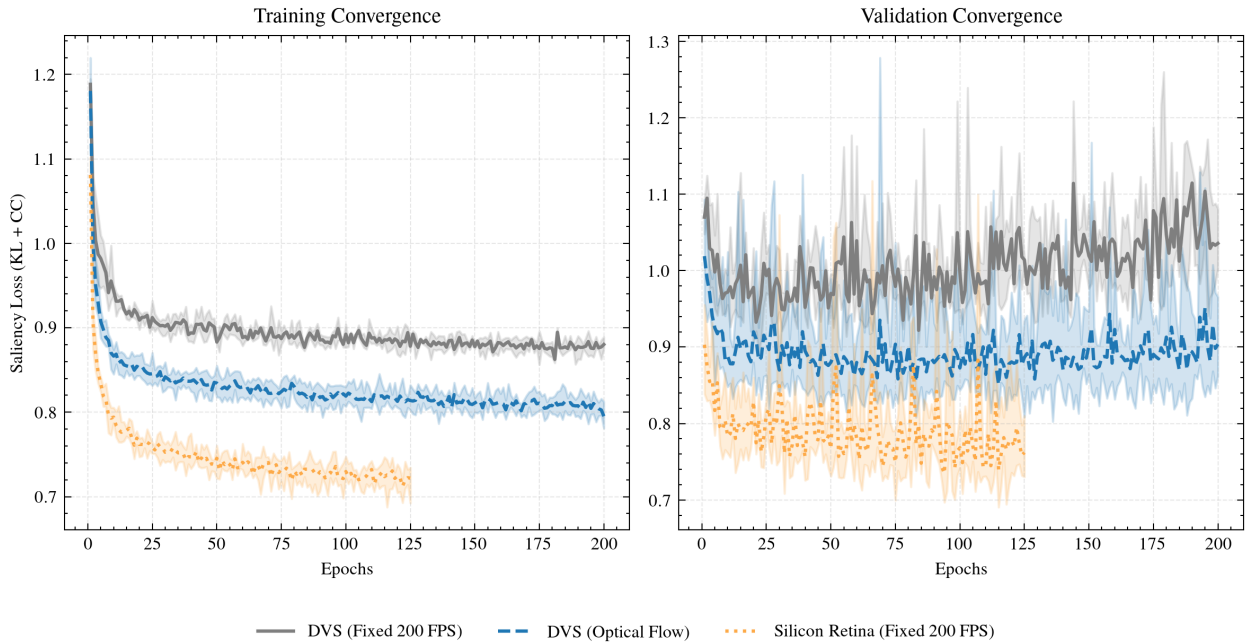 Training Convergence
Validation Convergence
Saliency Loss (KL + CC)
1.2
1.1
1.0
0.9
0.8
0.7
0 25 50 75 100 125 150 175 200
Epochs
1.3
1.2
1.1
1.0
0.9
0.8
0.7
0 25 50 75 100 125 150 175 200
Epochs
DVS (Fixed 200 FPS) DVS (Optical Flow) Silicon Retina (Fixed 200 FPS)